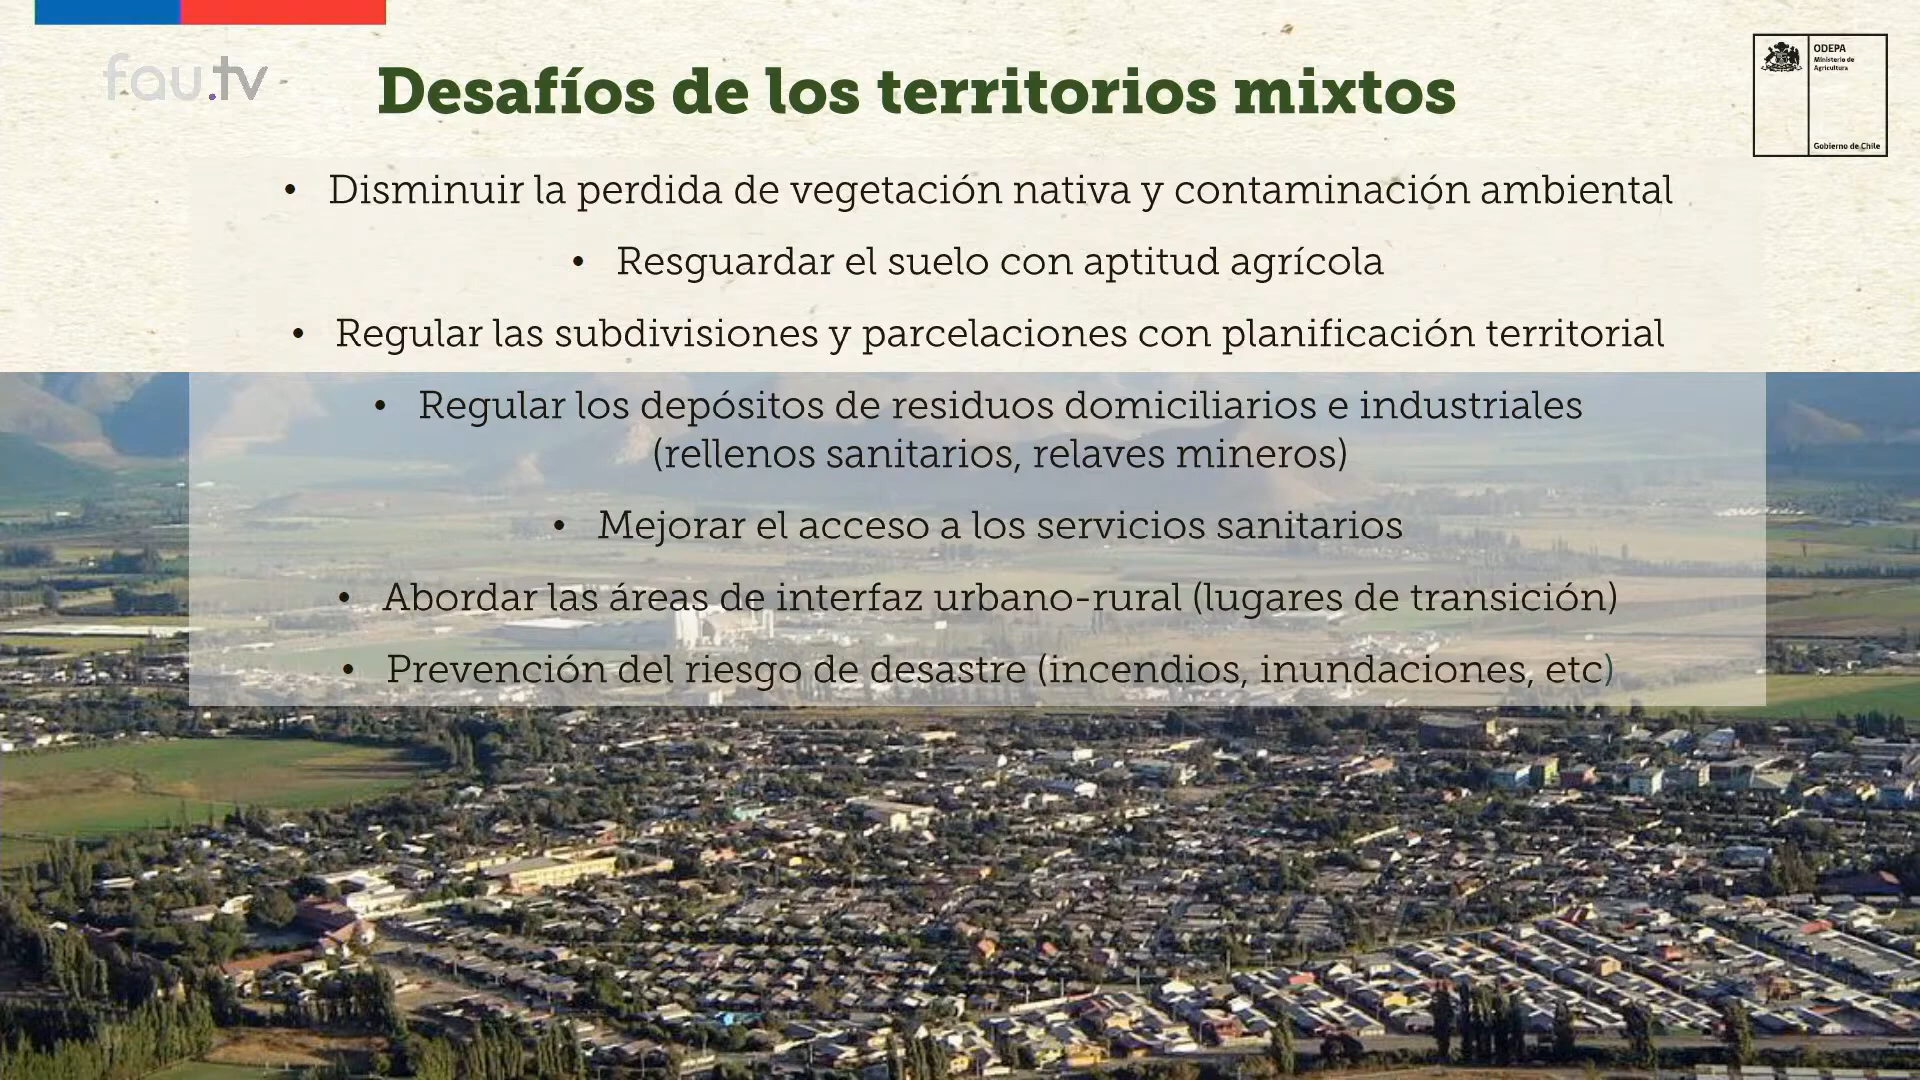 fau.tv
Desafíos de los territorios mixtos
ODEPA
Ministerio de
Agricultura
Gobierno de Chile
• Disminuir la perdida de vegetación nativa y contaminación ambiental
• Resguardar el suelo con aptitud agrícola
• Regular las subdivisiones y parcelaciones con planificación territorial
• Regular los depósitos de residuos domiciliarios e industriales
(rellenos sanitarios, relaves mineros)
• Mejorar el acceso a los servicios sanitarios
• Abordar las áreas de interfaz urbano-rural (lugares de transición)
• Prevención del riesgo de desastre (incendios, inundaciones, etc)